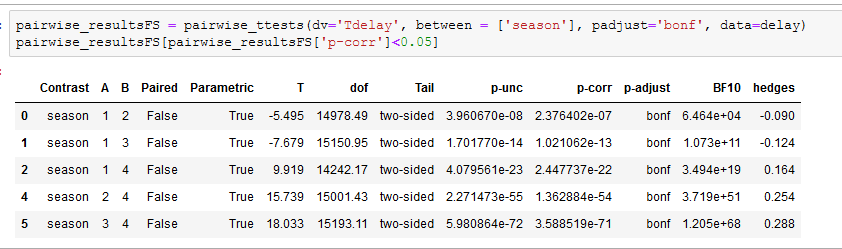 : pairwise_resultsFS = pairwise_ttests(dv='Tdelay', between = ['season'], padjust='bonf', data=delay)
pairwise_resultsFS[pairwise_resultsFS['p-corr']<0.05]
:
Contrast A B Paired Parametric T dof Tail p-unc p-corr p-adjust BF10 hedges
0 season 1 2 False True -5.495 14978.49 two-sided 3.960670e-08 2.376402e-07 bonf 6.464e+04 -0.090
1 season 1 3 False True -7.679 15150.95 two-sided 1.701770e-14 1.021062e-13 bonf 1.073e+11 -0.124
2 season 1 4 False True 9.919 14242.17 two-sided 4.079561e-23 2.447737e-22 bonf 3.494e+19 0.164
4 season 2 4 False True 15.739 15001.43 two-sided 2.271473e-55 1.362884e-54 bonf 3.719e+51 0.254
5 season 3 4 False True 18.033 15193.11 two-sided 5.980864e-72 3.588519e-71 bonf 1.205e+68 0.288